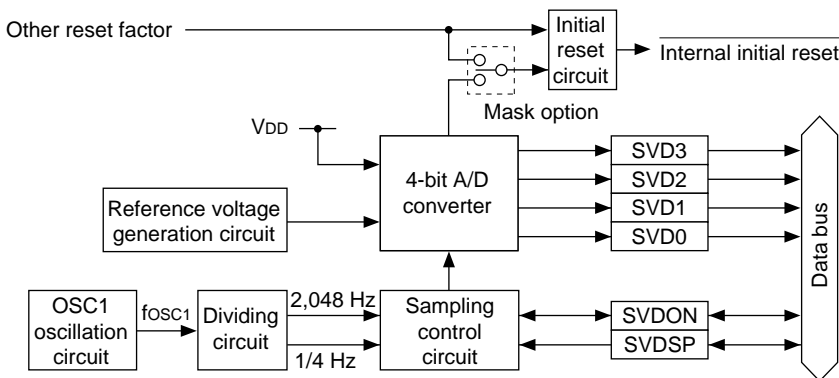 Other reset factor
Initial
reset
circuit
Internal initial reset
Mask option
VDD
4-bit A/D
converter
SVD3
SVD2
SVD1
SVD0
Data bus
Reference voltage
generation circuit
OSC1
oscillation
circuit
fOSC1
Dividing
circuit
2,048 Hz
1/4 Hz
Sampling
control
circuit
SVDON
SVDSP